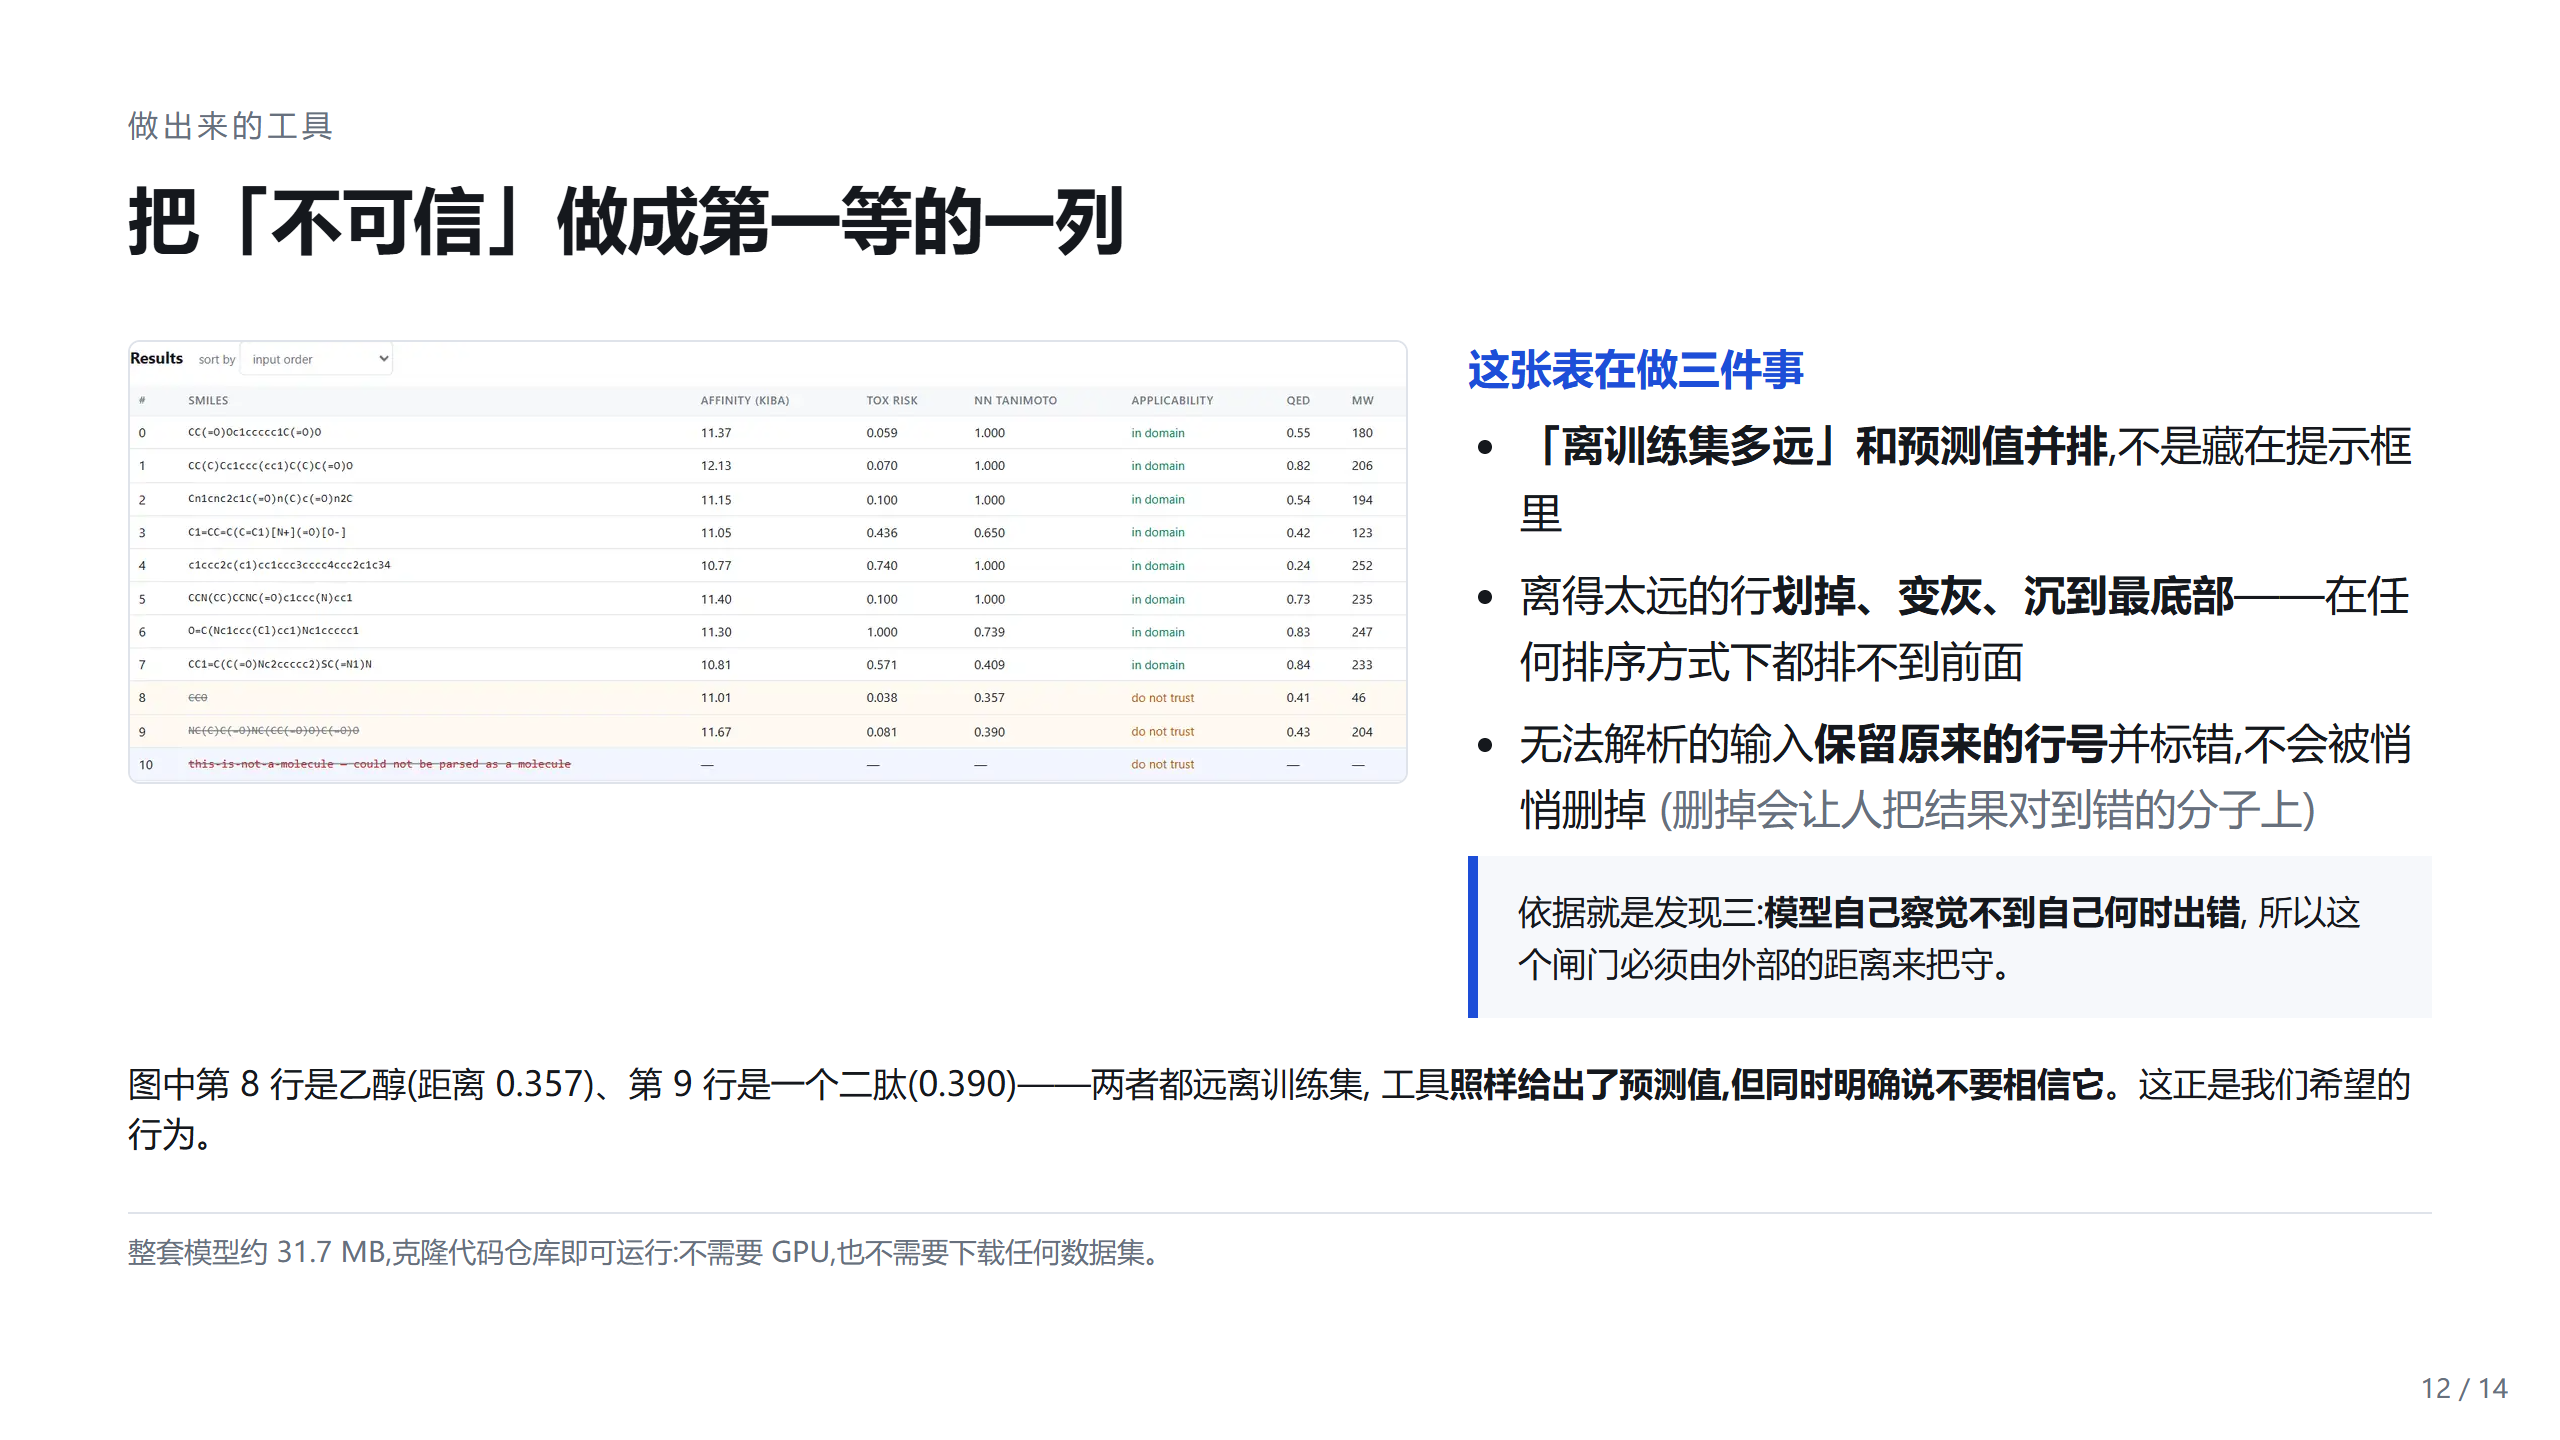 做出来的工具
把「不可信」做成第一等的一列
Results sort by input order
# SMILES AFFINITY (KIBA) TOX RISK NN TANIMOTO APPLICABILITY QED MW
0 CC(=O)Oc1ccccc1C(=O)O 11.37 0.059 1.000 in domain 0.55 180
1 CC(C)Cc1ccc(cc1)C(C)C(=O)O 12.13 0.070 1.000 in domain 0.82 206
2 Cn1cnc2c1c(=O)n(C)c(=O)n2C 11.15 0.100 1.000 in domain 0.54 194
3 C1=CC=C(C=C1)[N+](=O)[O-] 11.05 0.436 0.650 in domain 0.42 123
4 c1ccc2c(c1)cc1ccc3cccc4ccc2c1c34 10.77 0.740 1.000 in domain 0.24 252
5 CCN(CC)CCNC(=O)c1ccc(N)cc1 11.40 0.100 1.000 in domain 0.73 235
6 O=C(Nc1ccc(Cl)cc1)Nc1ccccc1 11.30 1.000 0.739 in domain 0.83 247
7 CC1=C(C(=O)Nc2ccccc2)SC(=N1)N 10.81 0.571 0.409 in domain 0.84 233
8 CCO 11.01 0.038 0.357 do not trust 0.41 46
9 NC(C)C(=O)NC(CC(=O)O)C(=O)O 11.67 0.081 0.390 do not trust 0.43 204
10 this-is-not-a-molecule — could not be parsed as a molecule — — — do not trust — —
这张表在做三件事
• 「离训练集多远」和预测值并排,不是藏在提示框
里
• 离得太远的行划掉、变灰、沉到最底部——在任
何排序方式下都排不到前面
• 无法解析的输入保留原来的行号并标错,不会被悄
悄删掉 (删掉会让人把结果对到错的分子上)
依据就是发现三:模型自己察觉不到自己何时出错, 所以这
个闸门必须由外部的距离来把守。
图中第 8 行是乙醇(距离 0.357)、第 9 行是一个二肽(0.390)——两者都远离训练集, 工具照样给出了预测值,但同时明确说不要相信它。这正是我们希望的
行为。
整套模型约 31.7 MB,克隆代码仓库即可运行:不需要 GPU,也不需要下载任何数据集。
12 / 14